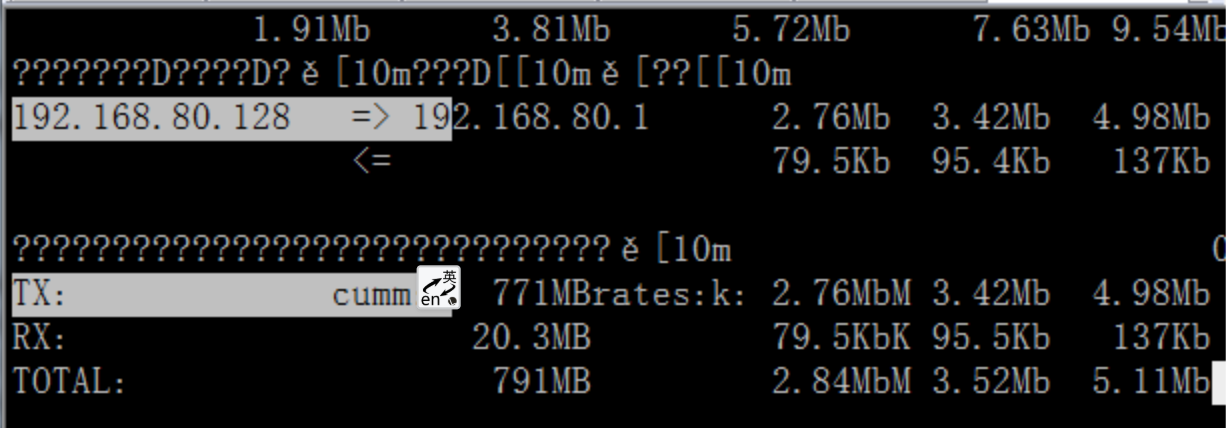 1.91Mb 3.81Mb 5.72Mb 7.63Mb 9.54Mb
???????D????D? ě [10m???D[[10m ě [??[[10m
192.168.80.128 => 192.168.80.1 2.76Mb 3.42Mb 4.98Mb
<= 79.5Kb 95.4Kb 137Kb
?????????????????????????????? ě [10m
TX: cumm 771MBrates:k: 2.76MbM 3.42Mb 4.98Mb
英
en
RX: 20.3MB 79.5KbK 95.5Kb 137Kb
TOTAL: 791MB 2.84MbM 3.52Mb 5.11Mb